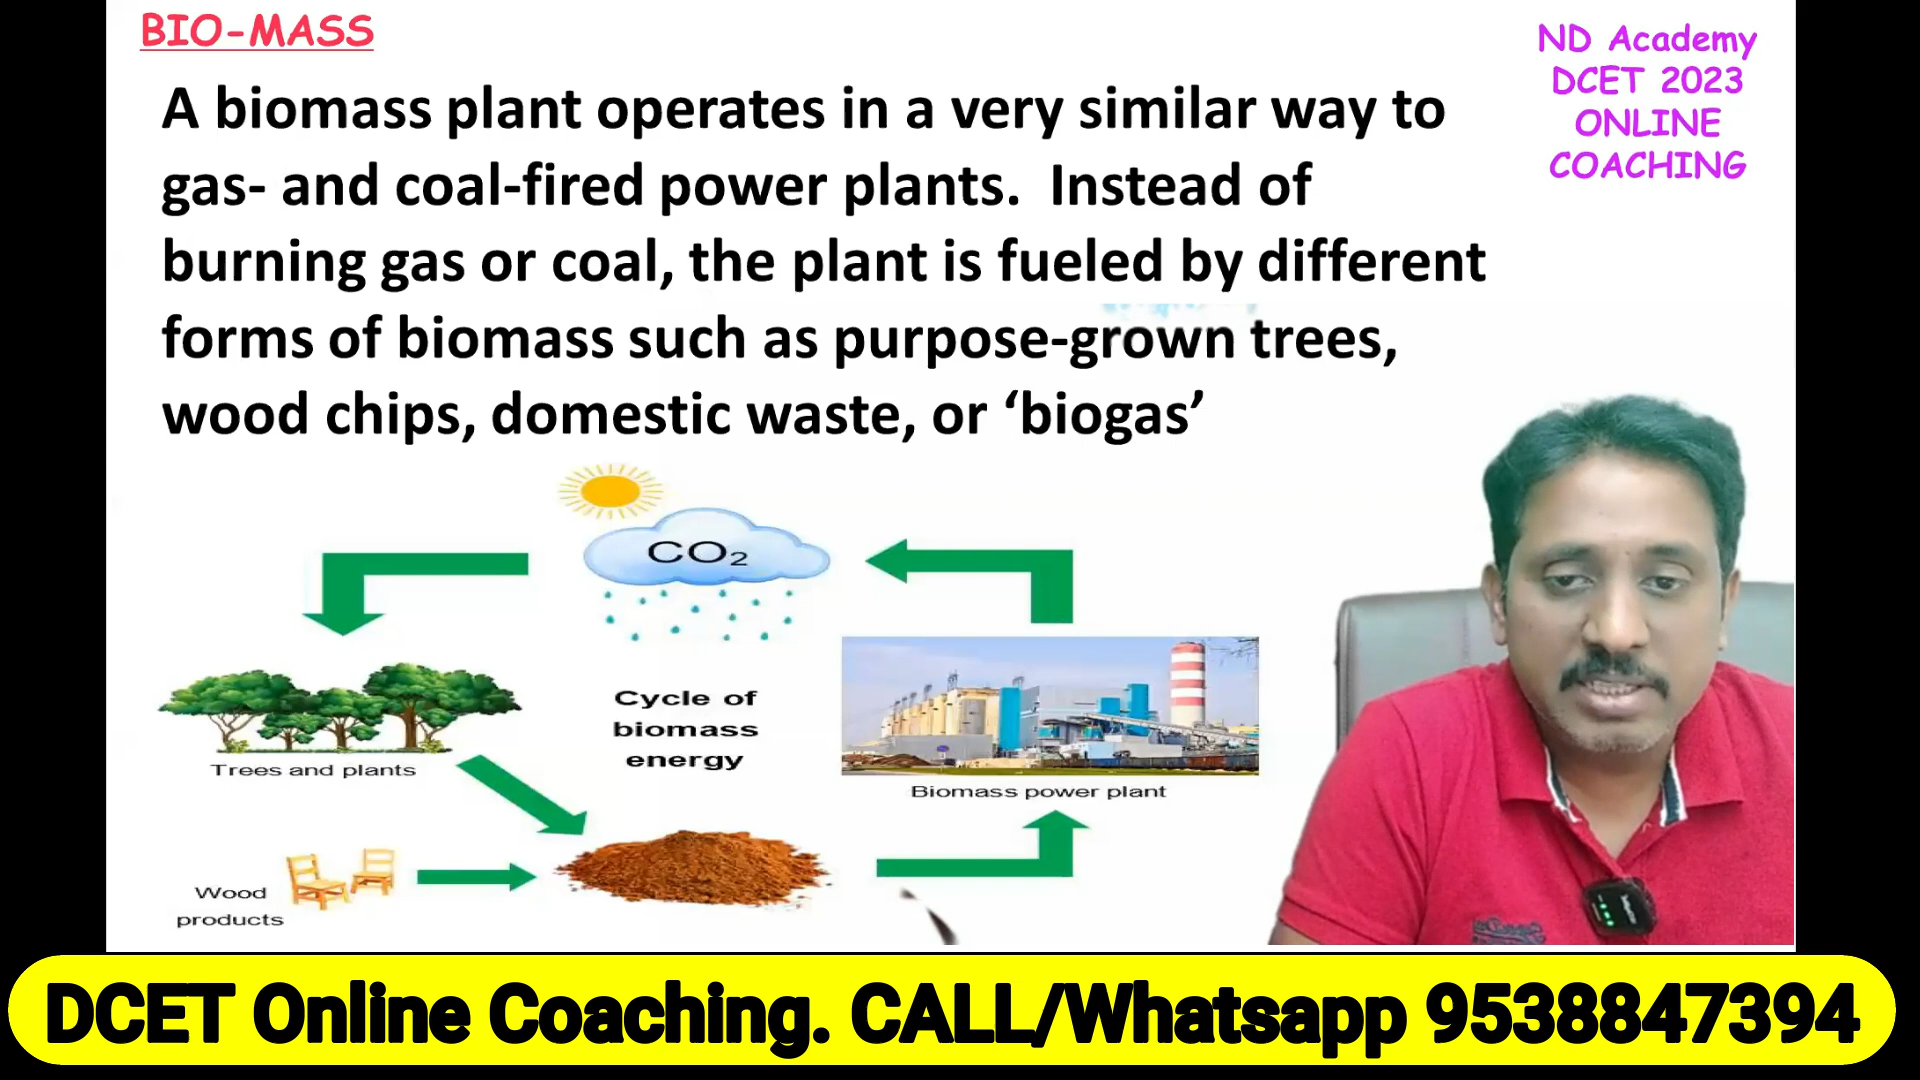 BIO-MASS
ND Academy
DCET 2023
ONLINE
COACHING
A biomass plant operates in a very similar way to
gas- and coal-fired power plants.  Instead of
burning gas or coal, the plant is fueled by different
forms of biomass such as purpose-grown trees,
wood chips, domestic waste, or ‘biogas’
CO₂
Cycle of
biomass
energy
Trees and plants
Biomass power plant
Wood
products
DCET Online Coaching. CALL/Whatsapp 9538847394